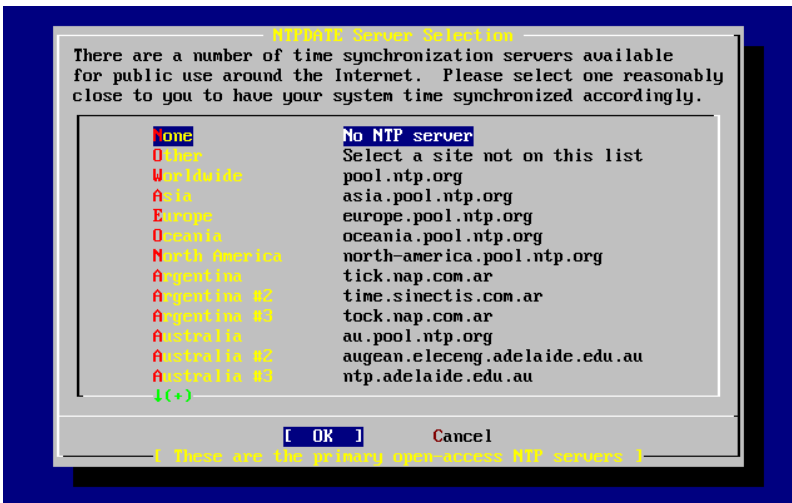 NTPDATE Server Selection
There are a number of time synchronization servers available
for public use around the Internet.  Please select one reasonably
close to you to have your system time synchronized accordingly.
None No NTP server
Other Select a site not on this list
Worldwide pool.ntp.org
Asia asia.pool.ntp.org
Europe europe.pool.ntp.org
Oceania oceania.pool.ntp.org
North America north-america.pool.ntp.org
Argentina tick.nap.com.ar
Argentina #2 time.sinectis.com.ar
Argentina #3 tock.nap.com.ar
Australia au.pool.ntp.org
Australia #2 augean.eleceng.adelaide.edu.au
Australia #3 ntp.adelaide.edu.au
↓(+)
[ OK ] Cancel
[ These are the primary open-access NTP servers ]